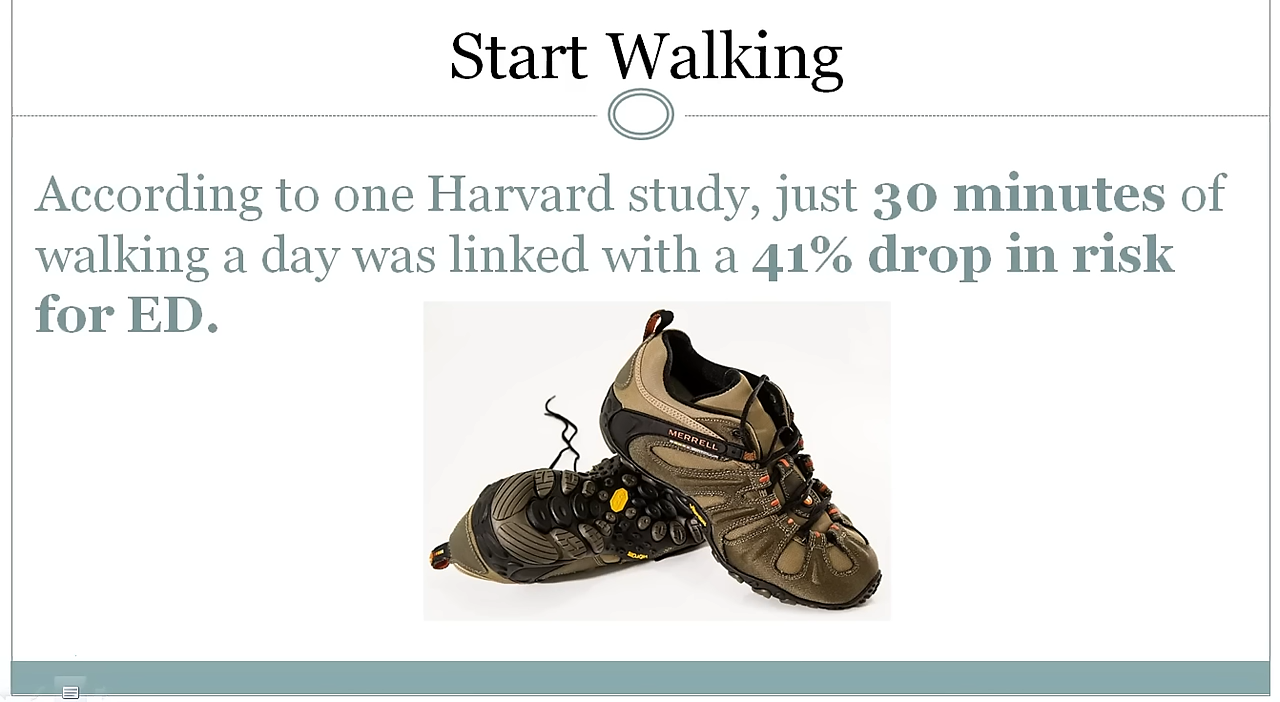 Start Walking
According to one Harvard study, just 30 minutes of
walking a day was linked with a 41% drop in risk
for ED.
MERRELL